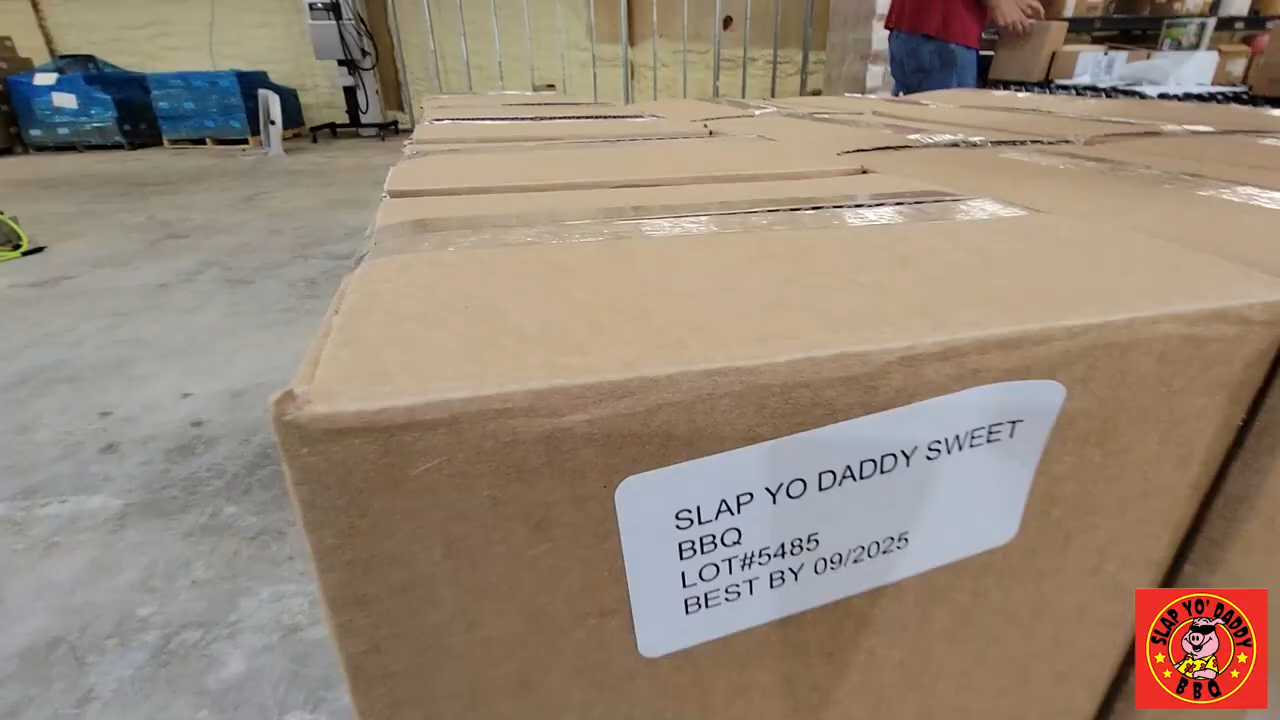 SLAP YO DADDY SWEET
BBQ
LOT#5485
BEST BY 09/2025
SLAP YO' DADDY
BBQ